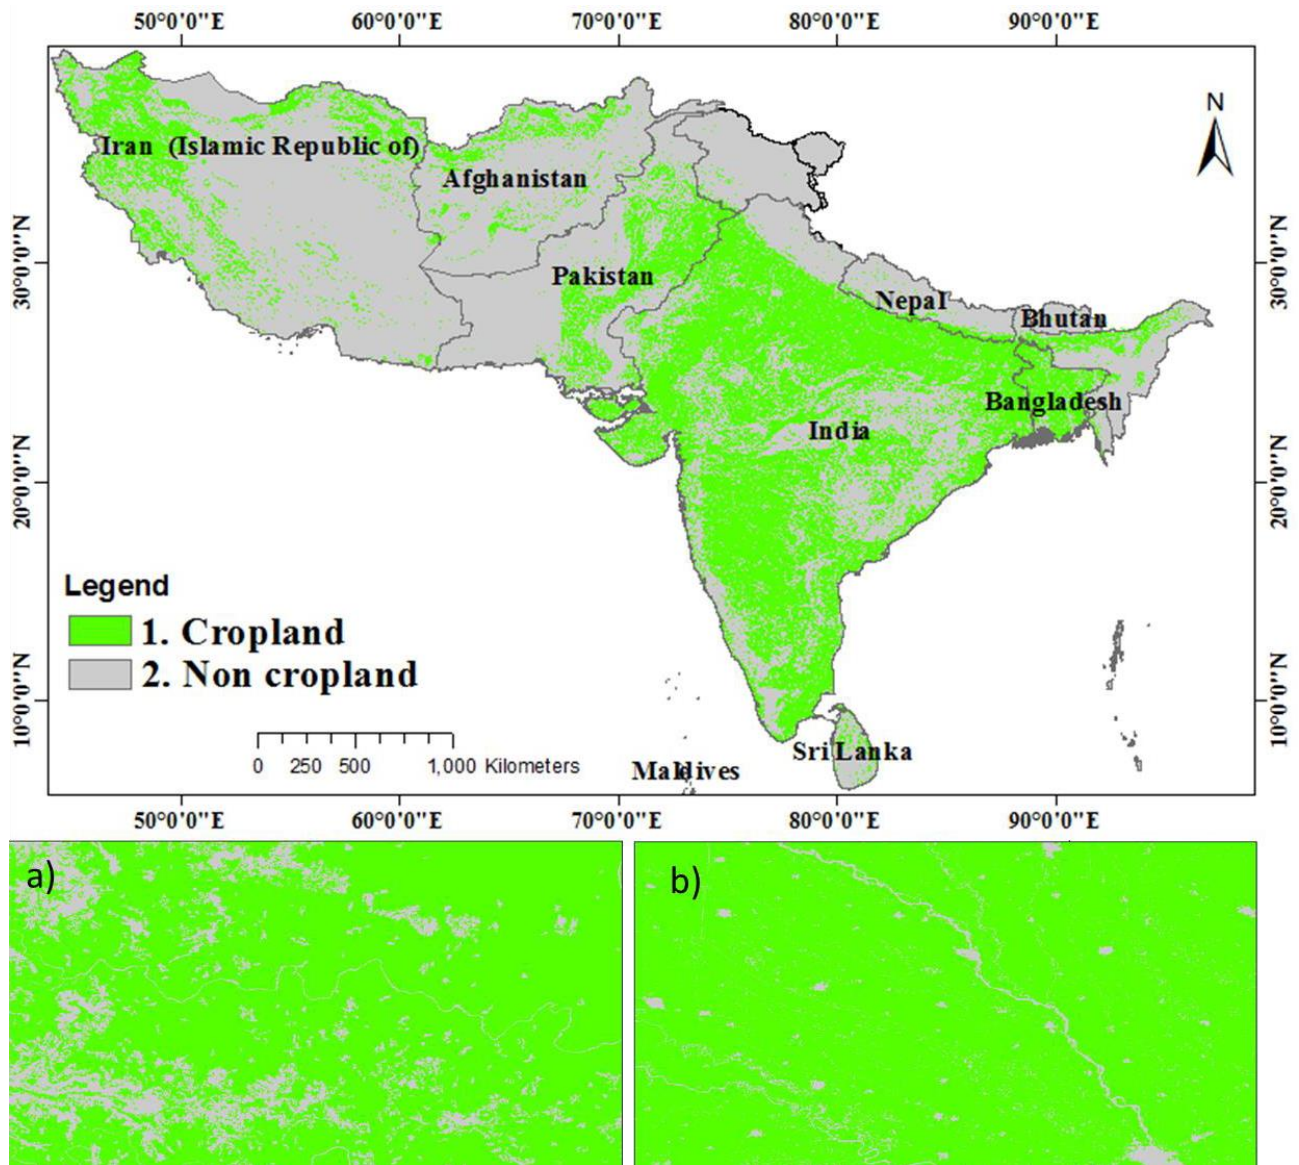 50°0'0"E 60°0'0"E 70°0'0"E 80°0'0"E 90°0'0"E
N
Iran (Islamic Republic of)
Afghanistan
30°0'0"N
30°0'0"N
Pakistan
Nepal
Bhutan
Bangladesh
India
20°0'0"N
20°0'0"N
Legend
1. Cropland
2. Non cropland
10°0'0"N
10°0'0"N
0 250 500 1,000 Kilometers
Sri Lanka
Maldives
50°0'0"E 60°0'0"E 70°0'0"E 80°0'0"E 90°0'0"E
a)
b)